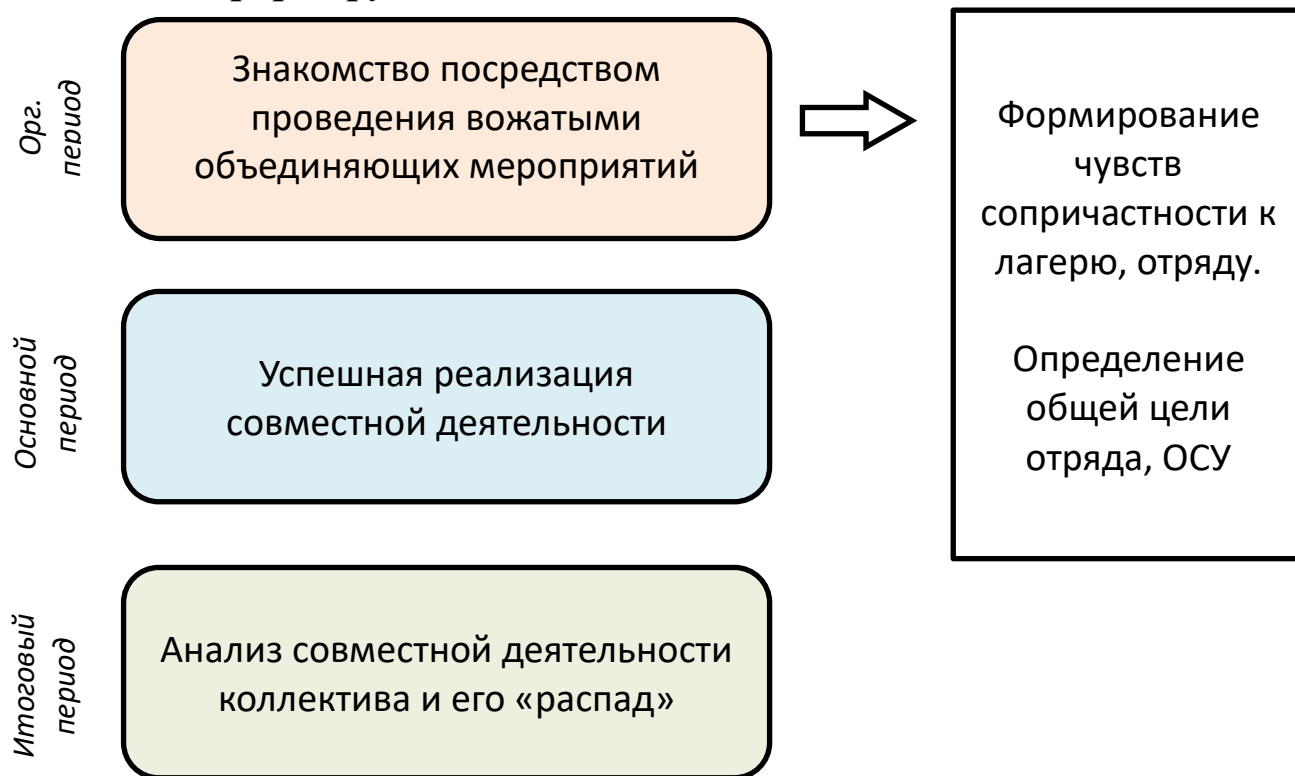 Орг.
период
Знакомство посредством
проведения вожатыми
объединяющих мероприятий
Формирование
чувств
сопричастности к
лагерю, отряду.
Определение
общей цели
отряда, ОСУ
Основной
период
Успешная реализация
совместной деятельности
Итоговый
период
Анализ совместной деятельности
коллектива и его «распад»